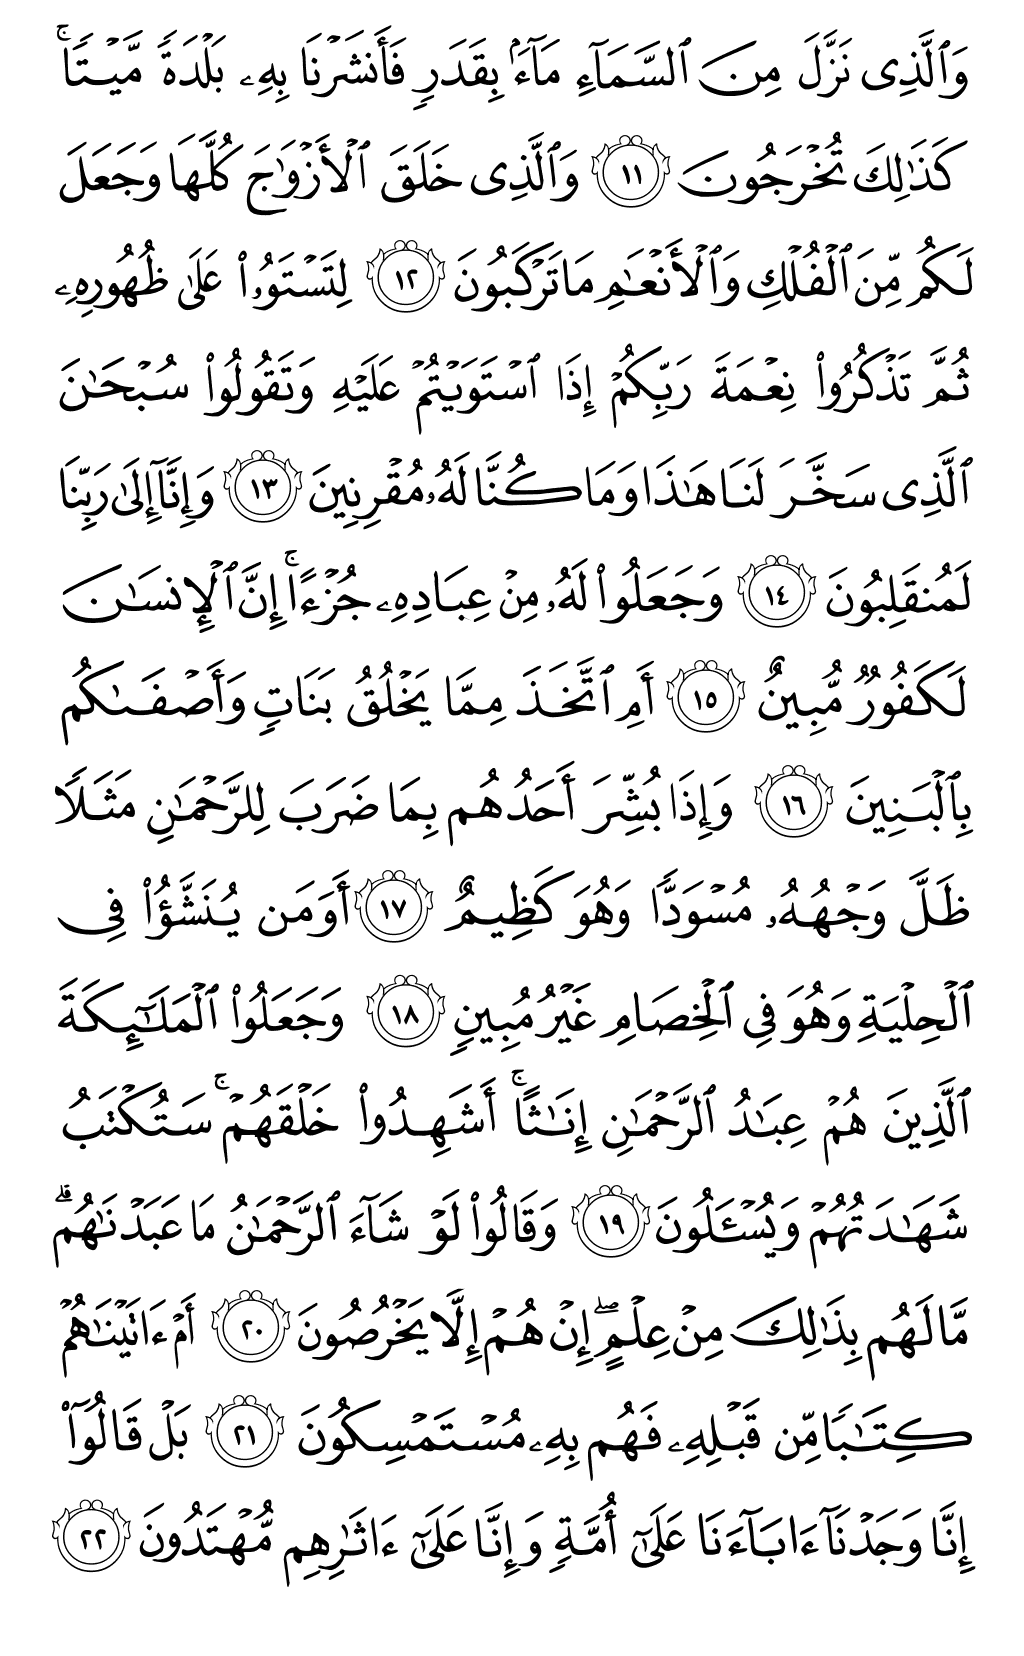 وَٱلَّذِى نَزَّلَ مِنَ ٱلسَّمَآءِ مَآءَۢ بِقَدَرٍ فَأَنشَرْنَا بِهِۦ بَلْدَةً مَّيْتًا ۚ
كَذَٰلِكَ تُخْرَجُونَ ١١ وَٱلَّذِى خَلَقَ ٱلْأَزْوَٰجَ كُلَّهَا وَجَعَلَ
لَكُم مِّنَ ٱلْفُلْكِ وَٱلْأَنْعَٰمِ مَا تَرْكَبُونَ ١٢ لِتَسْتَوُۥا۟ عَلَىٰ ظُهُورِهِۦ
ثُمَّ تَذْكُرُوا۟ نِعْمَةَ رَبِّكُمْ إِذَا ٱسْتَوَيْتُمْ عَلَيْهِ وَتَقُولُوا۟ سُبْحَٰنَ
ٱلَّذِى سَخَّرَ لَنَا هَٰذَا وَمَا كُنَّا لَهُۥ مُقْرِنِينَ ١٣ وَإِنَّآ إِلَىٰ رَبِّنَا
لَمُنقَلِبُونَ ١٤ وَجَعَلُوا۟ لَهُۥ مِنْ عِبَادِهِۦ جُزْءًا ۚ إِنَّ ٱلْإِنسَٰنَ
لَكَفُورٌ مُّبِينٌ ١٥ أَمِ ٱتَّخَذَ مِمَّا يَخْلُقُ بَنَاتٍ وَأَصْفَىٰكُم
بِٱلْبَنِينَ ١٦ وَإِذَا بُشِّرَ أَحَدُهُم بِمَا ضَرَبَ لِلرَّحْمَٰنِ مَثَلًا
ظَلَّ وَجْهُهُۥ مُسْوَدًّا وَهُوَ كَظِيمٌ ١٧ أَوَمَن يُنَشَّؤُا۟ فِى
ٱلْحِلْيَةِ وَهُوَ فِى ٱلْخِصَامِ غَيْرُ مُبِينٍ ١٨ وَجَعَلُوا۟ ٱلْمَلَٰٓئِكَةَ
ٱلَّذِينَ هُمْ عِبَٰدُ ٱلرَّحْمَٰنِ إِنَٰثًا ۚ أَشَهِدُوا۟ خَلْقَهُمْ ۚ سَتُكْتَبُ
شَهَٰدَتُهُمْ وَيُسْـَٔلُونَ ١٩ وَقَالُوا۟ لَوْ شَآءَ ٱلرَّحْمَٰنُ مَا عَبَدْنَٰهُم ۗ
مَّا لَهُم بِذَٰلِكَ مِنْ عِلْمٍ ۖ إِنْ هُمْ إِلَّا يَخْرُصُونَ ٢٠ أَمْ ءَاتَيْنَٰهُمْ
كِتَٰبًا مِّن قَبْلِهِۦ فَهُم بِهِۦ مُسْتَمْسِكُونَ ٢١ بَلْ قَالُوٓا۟
إِنَّا وَجَدْنَآ ءَابَآءَنَا عَلَىٰٓ أُمَّةٍ وَإِنَّا عَلَىٰٓ ءَاثَٰرِهِم مُّهْتَدُونَ ٢٢